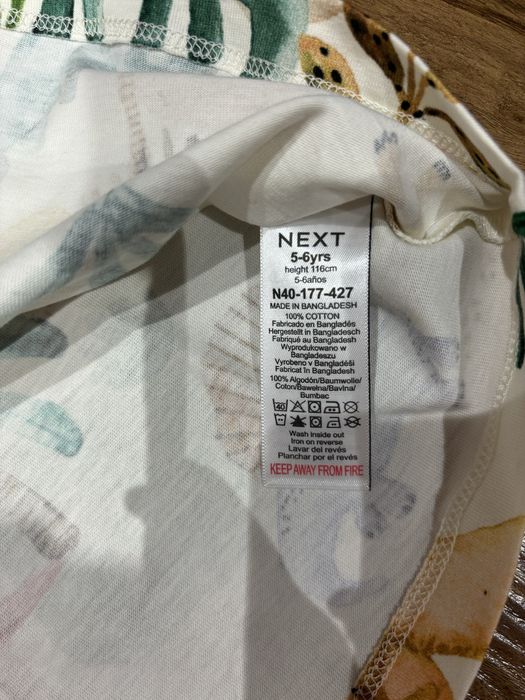 NEXT
5-6yrs
height 116cm
5-6años
N40-177-427
MADE IN BANGLADESH
100% COTTON
Fabricado en Bangladés
Hergestellt in Bangladesch
Fabriqué au Bangladesh
Wyprodukowano w
Bangladeszu
Vyrobeno v Bangladéši
Fabricat în Bangladesh
100% Algodón/Baumwolle/
Coton/Bawełna/Bavlna/
Bumbac
40
Wash inside out
Iron on reverse
Lavar del revés
Planchar por el revés
KEEP AWAY FROM FIRE